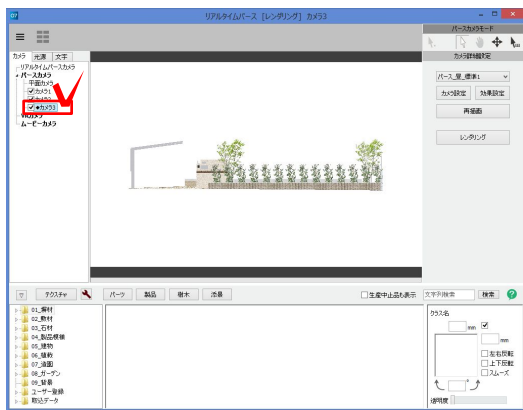 リアルタイムパース [レンダリング] カメラ3
パースカメラモード
カメラ 光源 文字
カメラ詳細設定
リアルタイムパースカメラ
パースカメラ
平面カメラ
カメラ1
◆カメラ3
ムービーカメラ
パース_昼_標準1
カメラ設定 効果設定
再描画
レンダリング
▽ テクスチャ パーツ 製品 樹木 添景 生産中止品も表示 文字列検索 検索 ?
01_擬材
02_敷材
03_石材
04_製品模様
05_建物
06_植栽
07_造園
08_ガーデン
09_背景
ユーザー登録
取込データ
クラス名
mm
mm
左右反転
上下反転
スムーズ
°
透明度